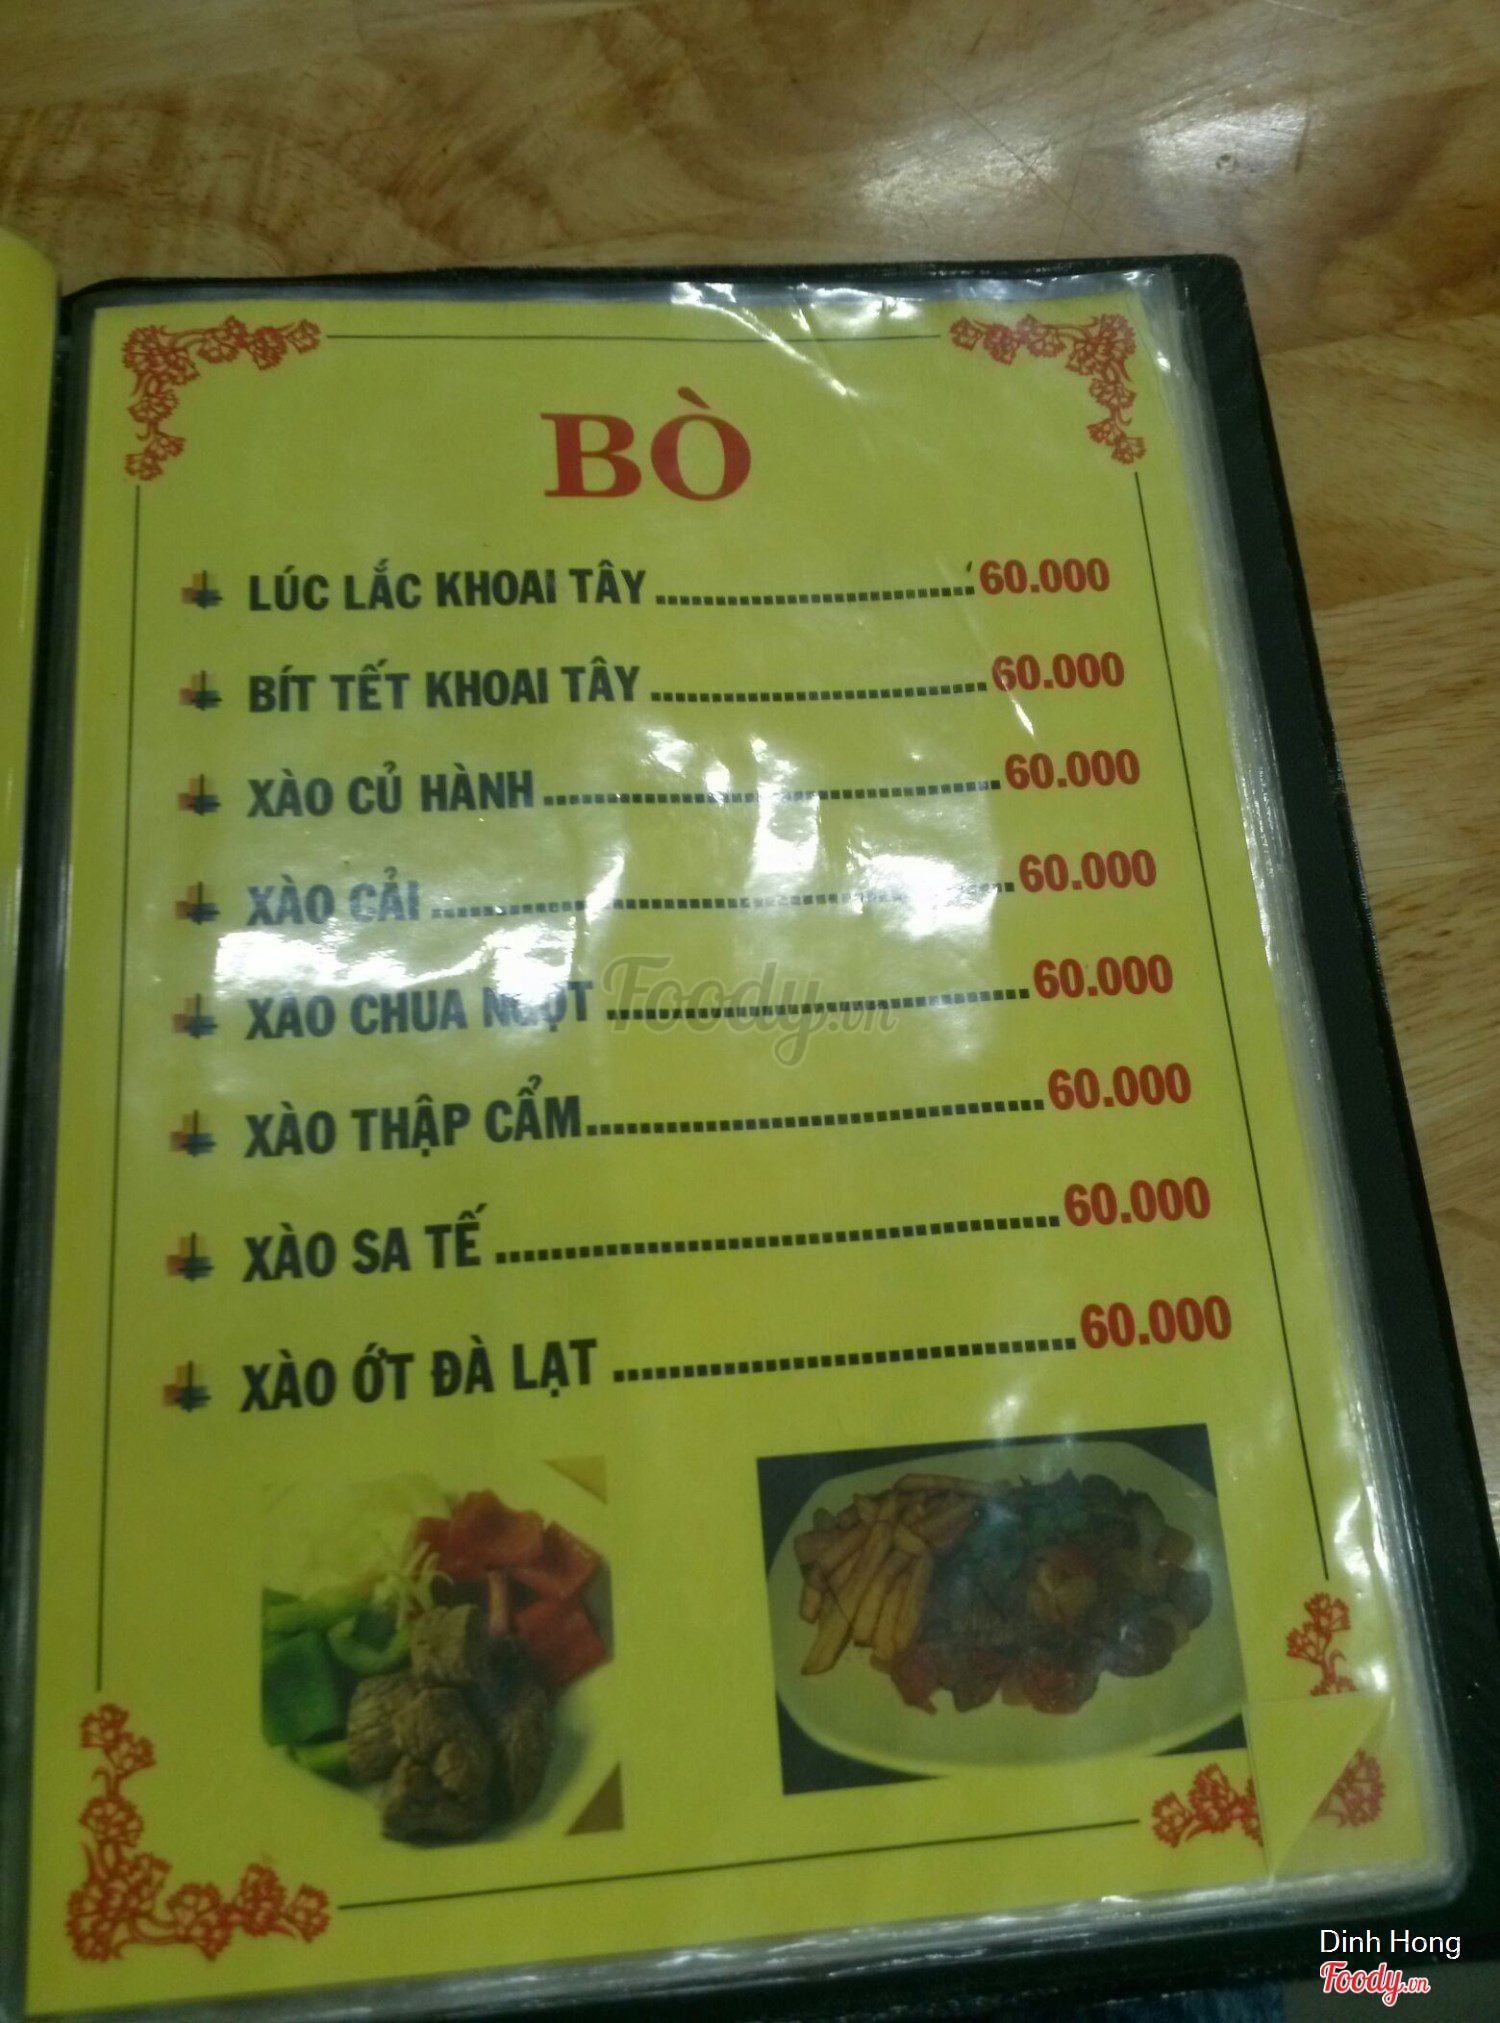 BÒ
LÚC LẮC KHOAI TÂY 60.000
BÍT TẾT KHOAI TÂY 60.000
XÀO CỦ HÀNH 60.000
XÀO CẢI 60.000
XÀO CHUA NGỌT 60.000
Foody.vn
XÀO THẬP CẨM 60.000
XÀO SA TẾ 60.000
XÀO ỚT ĐÀ LẠT 60.000
Dinh Hong
Foody.vn